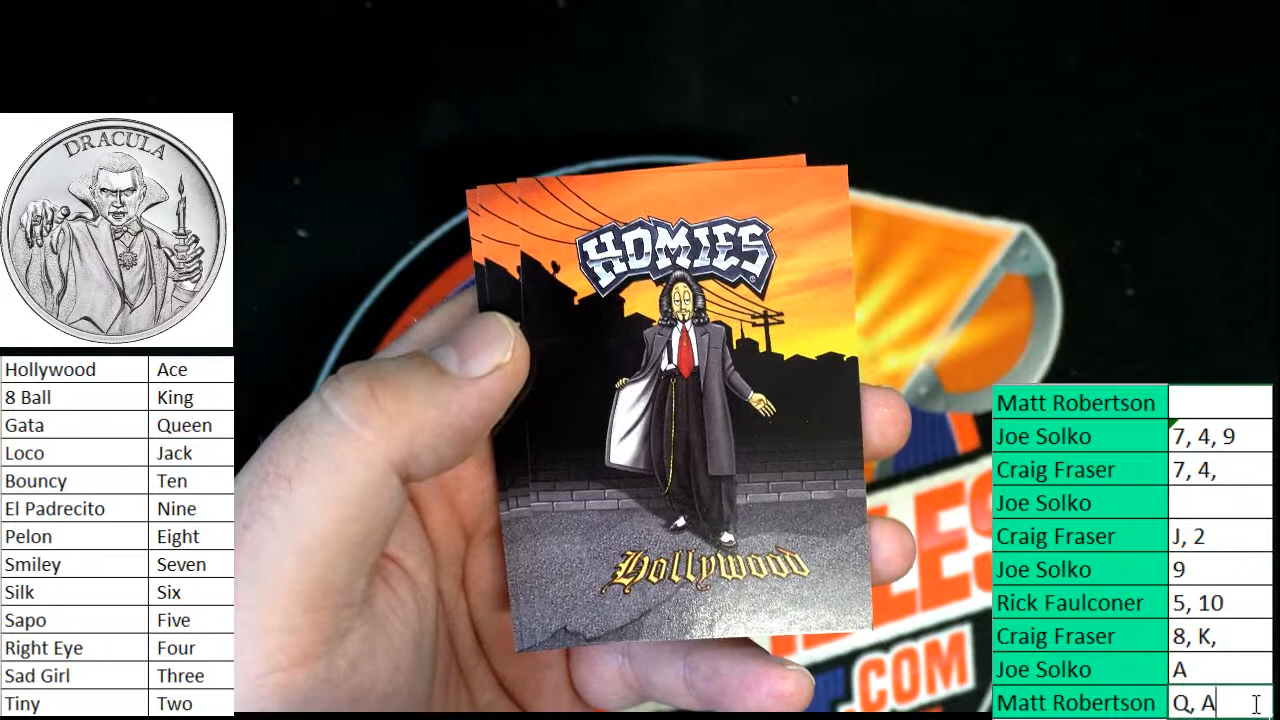 DRACULA
Hollywood Ace
8 Ball King
Gata Queen
Loco Jack
Bouncy Ten
El Padrecito Nine
Pelon Eight
Smiley Seven
Silk Six
Sapo Five
Right Eye Four
Sad Girl Three
Tiny Two
HOMIES
Hollywood
LES
.COM
Matt Robertson
Joe Solko 7, 4, 9
Craig Fraser 7, 4,
Joe Solko
Craig Fraser J, 2
Joe Solko 9
Rick Faulconer 5, 10
Craig Fraser 8, K,
Joe Solko A
Matt Robertson Q, A